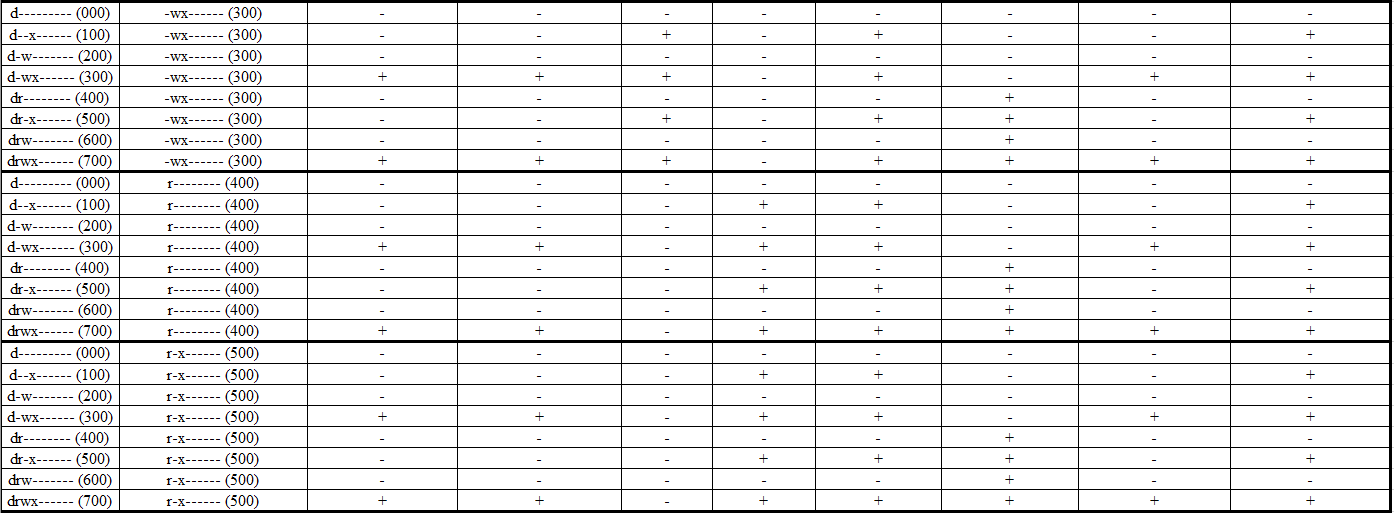 d--------- (000) -wx------ (300) - - - - - - - -
d--x------ (100) -wx------ (300) - - + - + - - +
d-w------- (200) -wx------ (300) - - - - - - - -
d-wx------ (300) -wx------ (300) + + + - + - + +
dr-------- (400) -wx------ (300) - - - - - + - -
dr-x------ (500) -wx------ (300) - - + - + + - +
drw------- (600) -wx------ (300) - - - - - + - -
drwx------ (700) -wx------ (300) + + + - + + + +
d--------- (000) r-------- (400) - - - - - - - -
d--x------ (100) r-------- (400) - - - + + - - +
d-w------- (200) r-------- (400) - - - - - - - -
d-wx------ (300) r-------- (400) + + - + + - + +
dr-------- (400) r-------- (400) - - - - - + - -
dr-x------ (500) r-------- (400) - - - + + + - +
drw------- (600) r-------- (400) - - - - - + - -
drwx------ (700) r-------- (400) + + - + + + + +
d--------- (000) r-x------ (500) - - - - - - - -
d--x------ (100) r-x------ (500) - - - + + - - +
d-w------- (200) r-x------ (500) - - - - - - - -
d-wx------ (300) r-x------ (500) + + - + + - + +
dr-------- (400) r-x------ (500) - - - - - + - -
dr-x------ (500) r-x------ (500) - - - + + + - +
drw------- (600) r-x------ (500) - - - - - + - -
drwx------ (700) r-x------ (500) + + - + + + + +